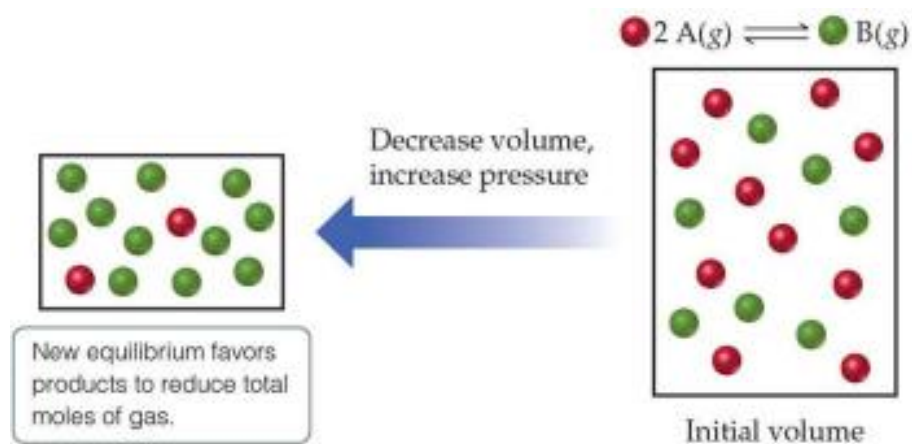 2 A(g) ⇌ B(g)
Decrease volume,
increase pressure
New equilibrium favors
products to reduce total
moles of gas.
Initial volume